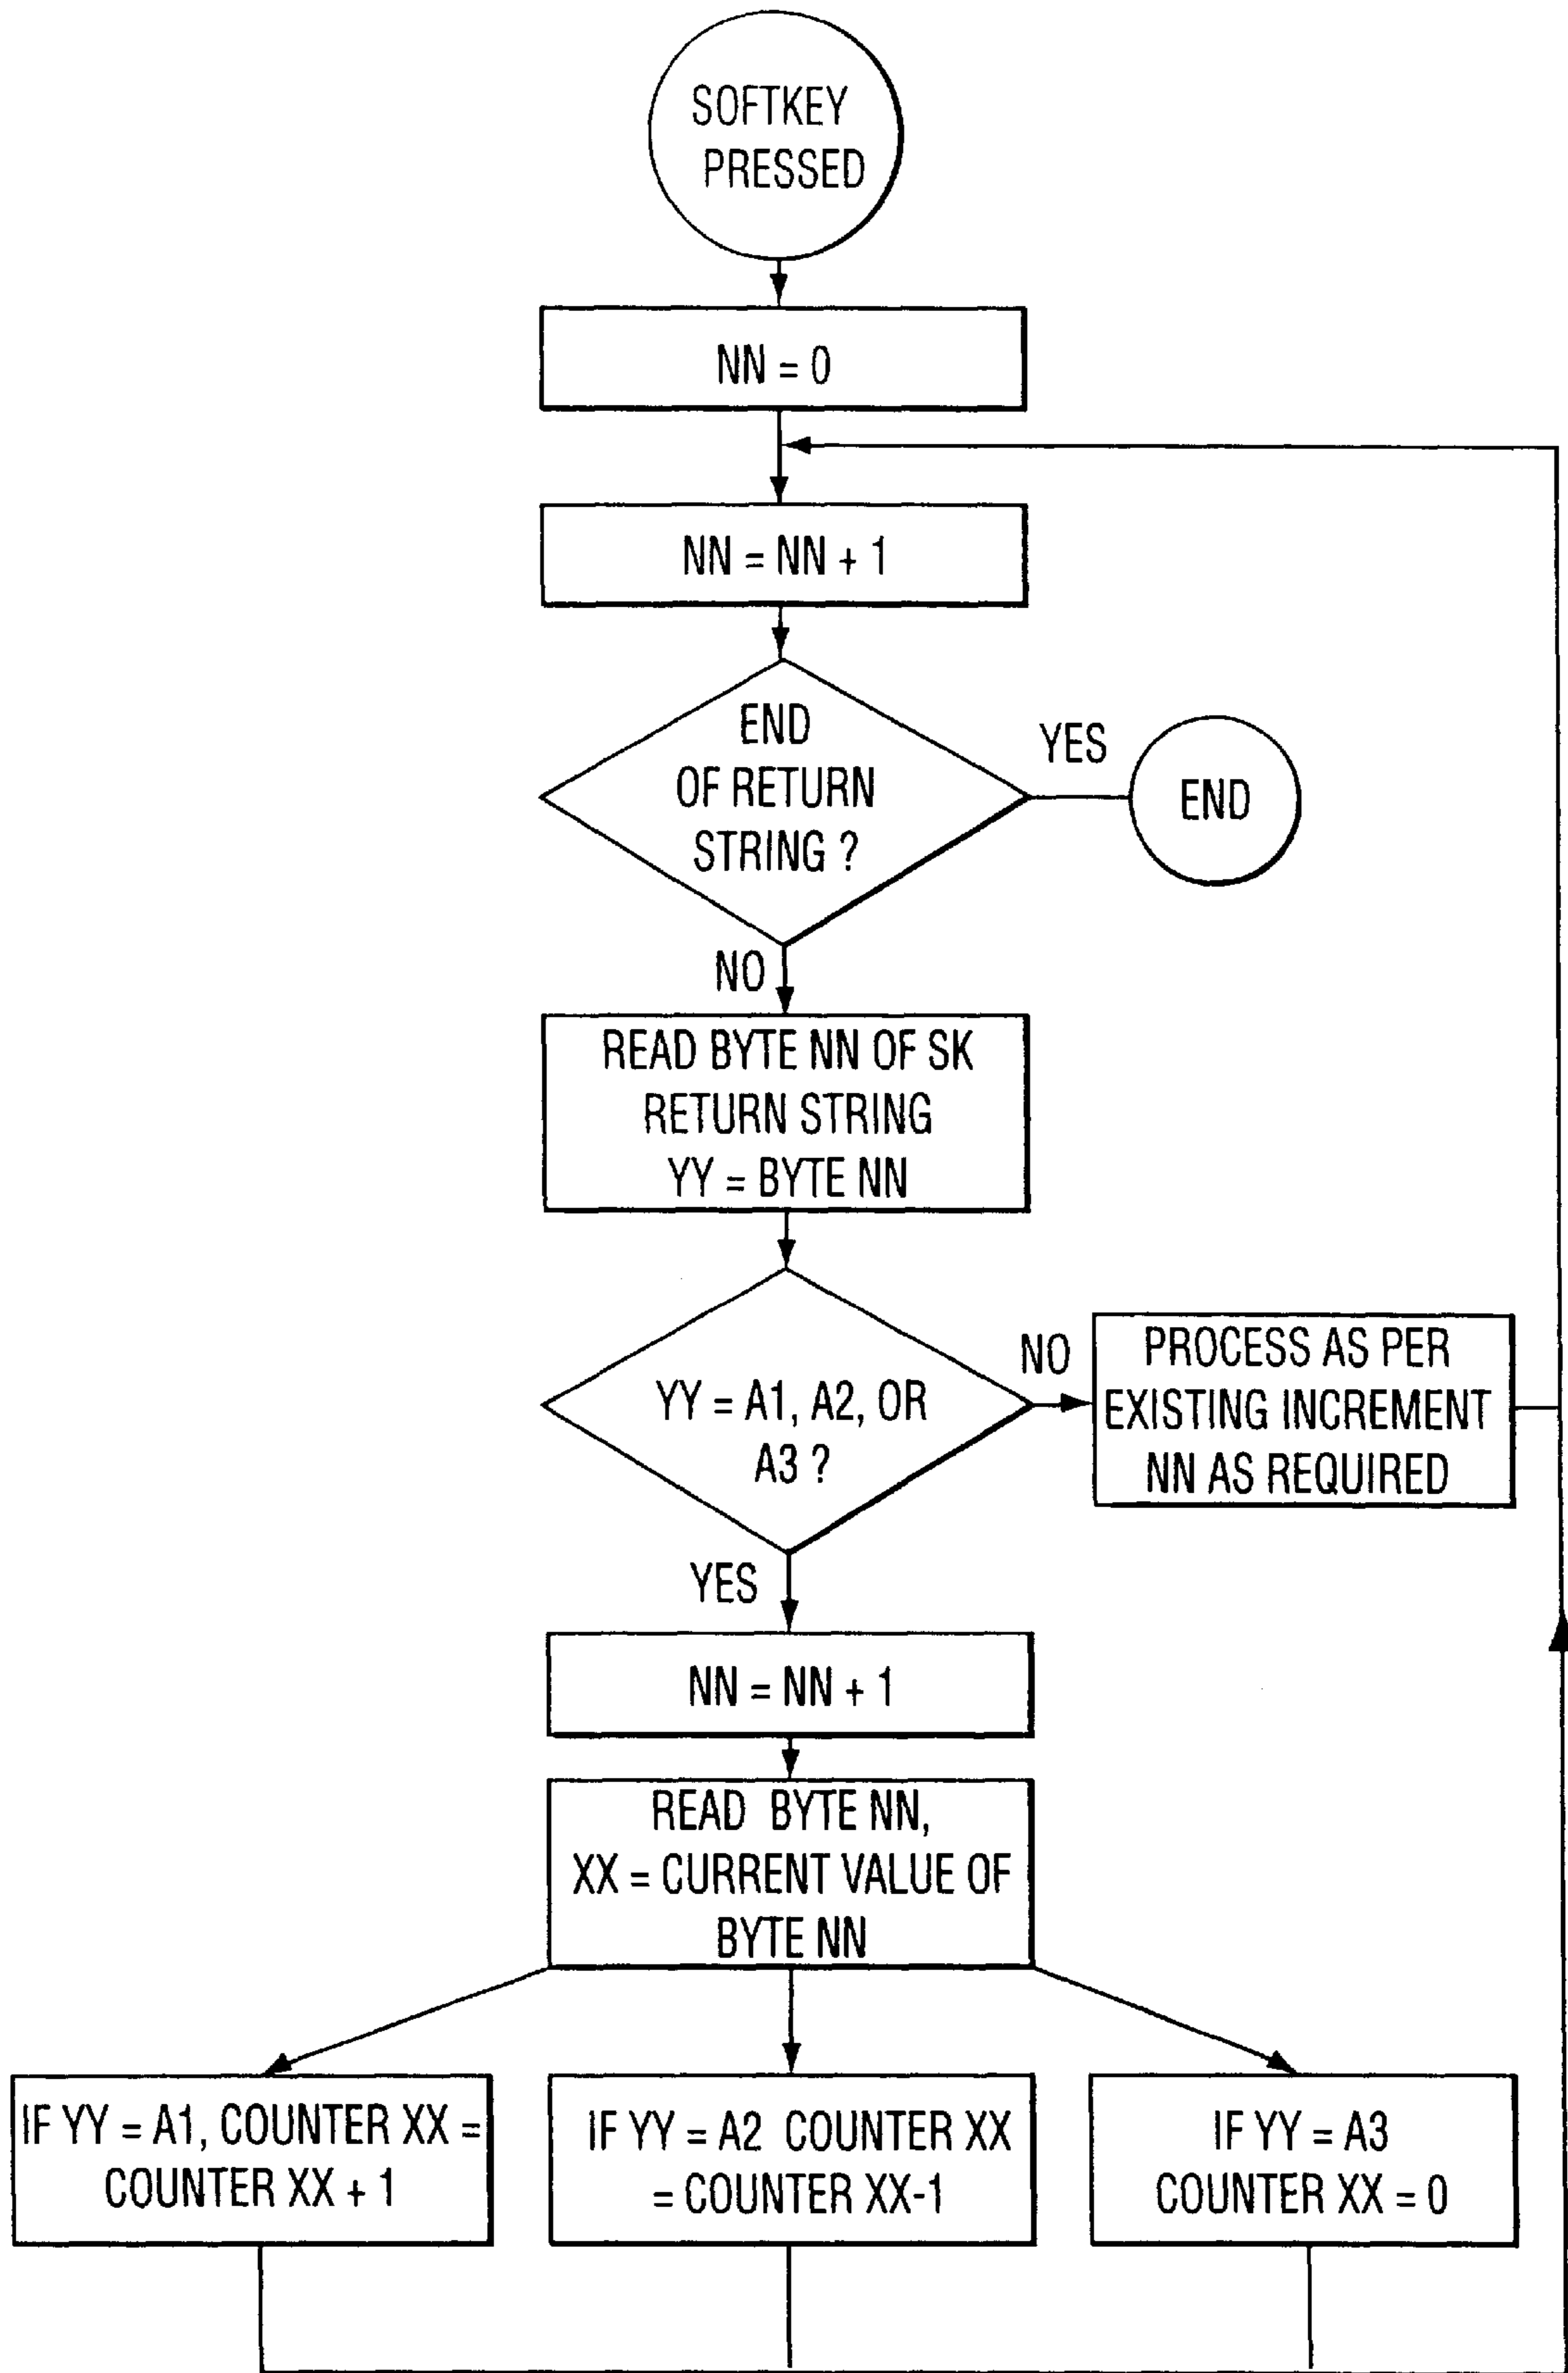 SOFTKEY
PRESSED
NN = 0
NN = NN + 1
END
OF RETURN
STRING ?
YES
END
NO
READ BYTE NN OF SK
RETURN STRING
YY = BYTE NN
YY = A1, A2, OR
A3 ?
NO
PROCESS AS PER
EXISTING INCREMENT
NN AS REQUIRED
YES
NN = NN + 1
READ BYTE NN,
XX = CURRENT VALUE OF
BYTE NN
IF YY = A1, COUNTER XX =
COUNTER XX + 1
IF YY = A2 COUNTER XX
= COUNTER XX-1
IF YY = A3
COUNTER XX = 0